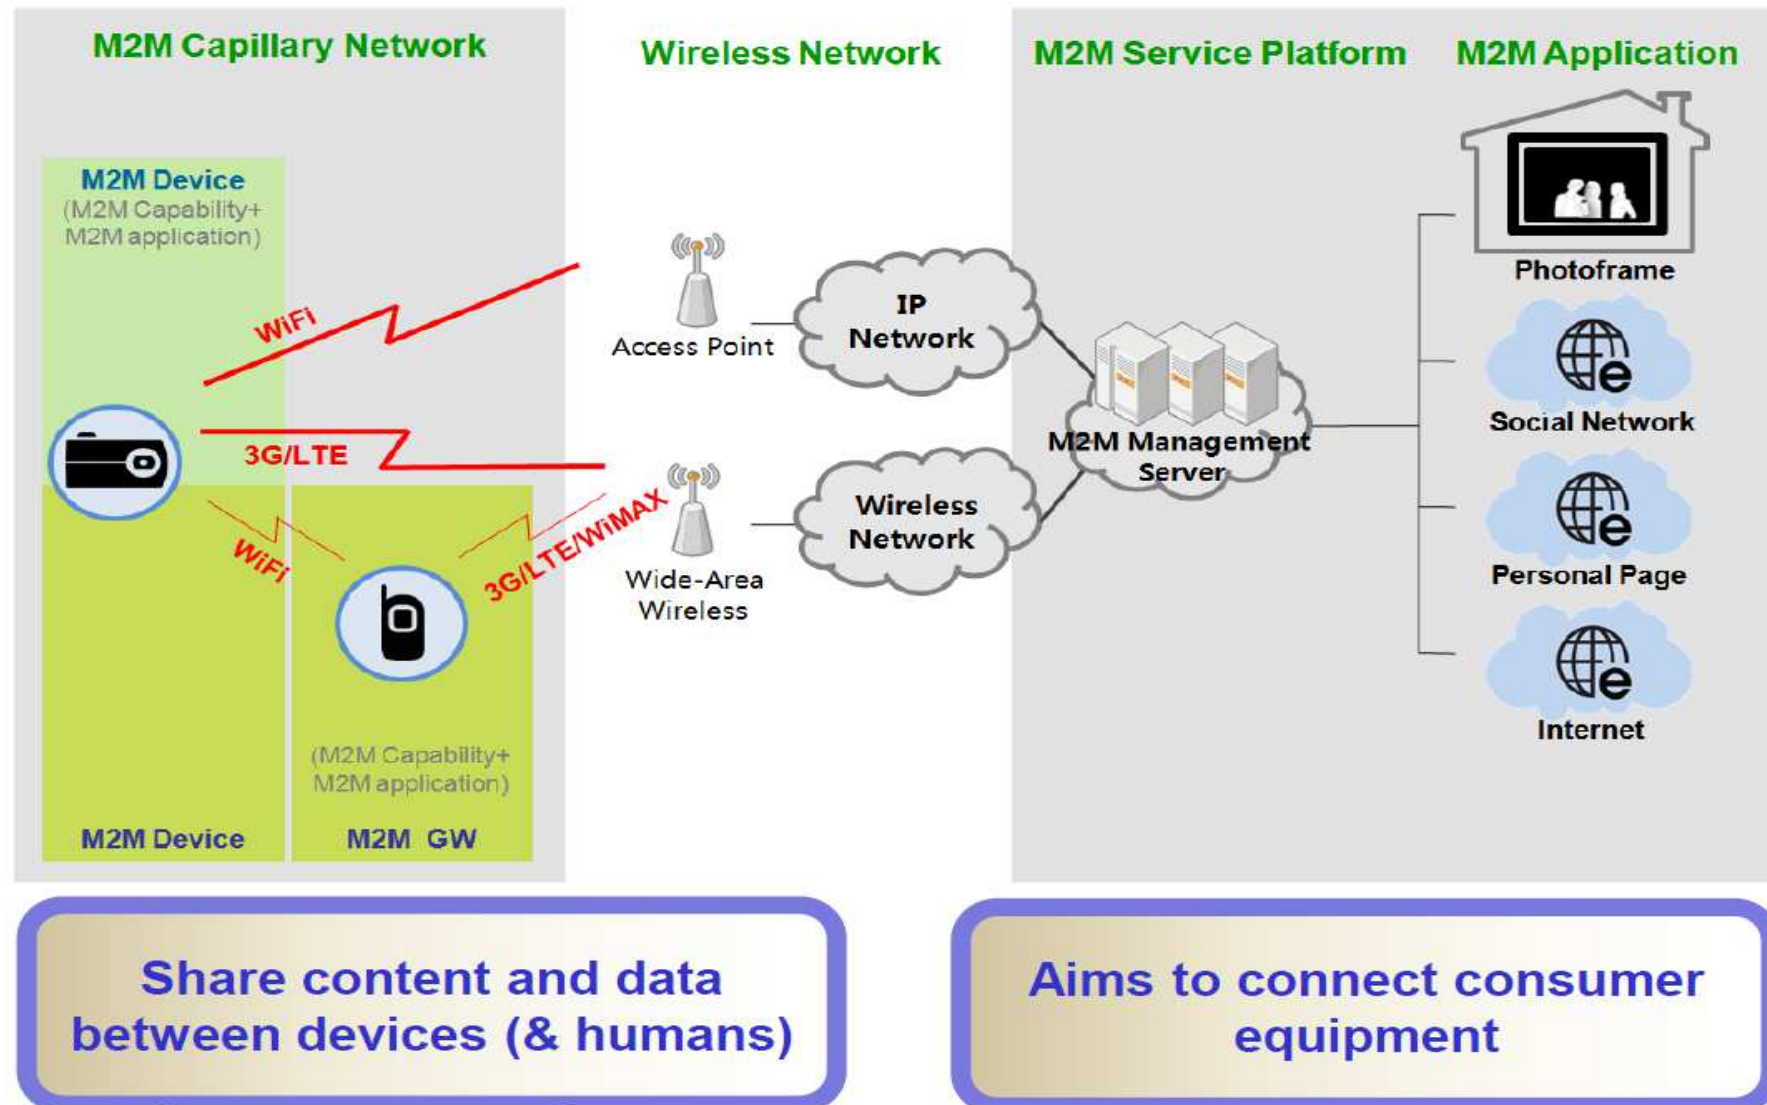 M2M Capillary Network
Wireless Network
M2M Service Platform
M2M Application
M2M Device
(M2M Capability+
M2M application)
WiFi
3G/LTE
WiFi
3G/LTE/WiMAX
(M2M Capability+
M2M application)
M2M Device
M2M GW
Access Point
IP
Network
Wide-Area
Wireless
Wireless
Network
M2M Management
Server
Photoframe
e
Social Network
e
Personal Page
e
Internet
Share content and data
between devices (& humans)
Aims to connect consumer
equipment